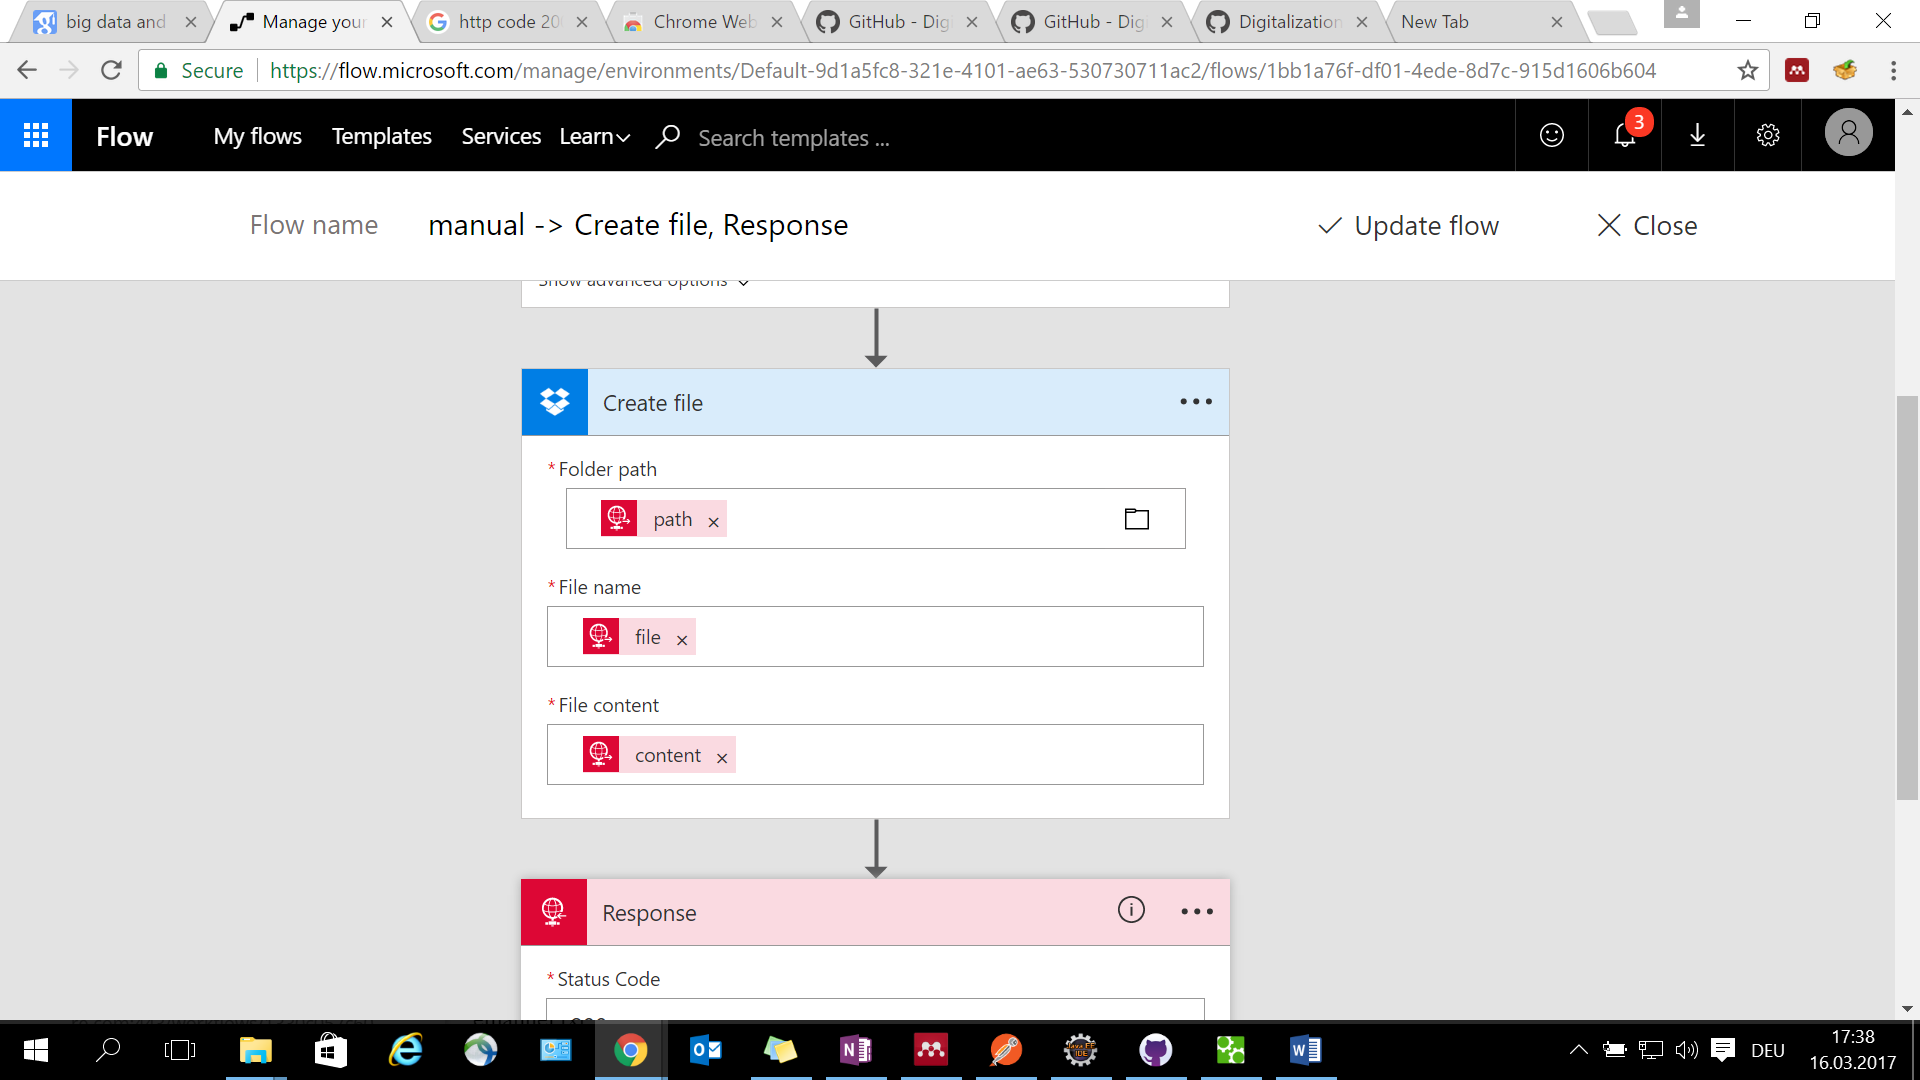 big data and
Manage your
http code 20
Chrome Web
GitHub - Dig
GitHub - Dig
Digitalization
New Tab
Secure
https://flow.microsoft.com/manage/environments/Default-9d1a5fc8-321e-4101-ae63-530730711ac2/flows/1bb1a76f-df01-4ede-8d7c-915d1606b604
Flow
My flows
Templates
Services
Learn
Search templates ...
3
Flow name
manual -> Create file, Response
Update flow
Close
Show advanced options
Create file
* Folder path
path ×
* File name
file ×
* File content
content ×
Response
* Status Code
DEU
17:38
16.03.2017